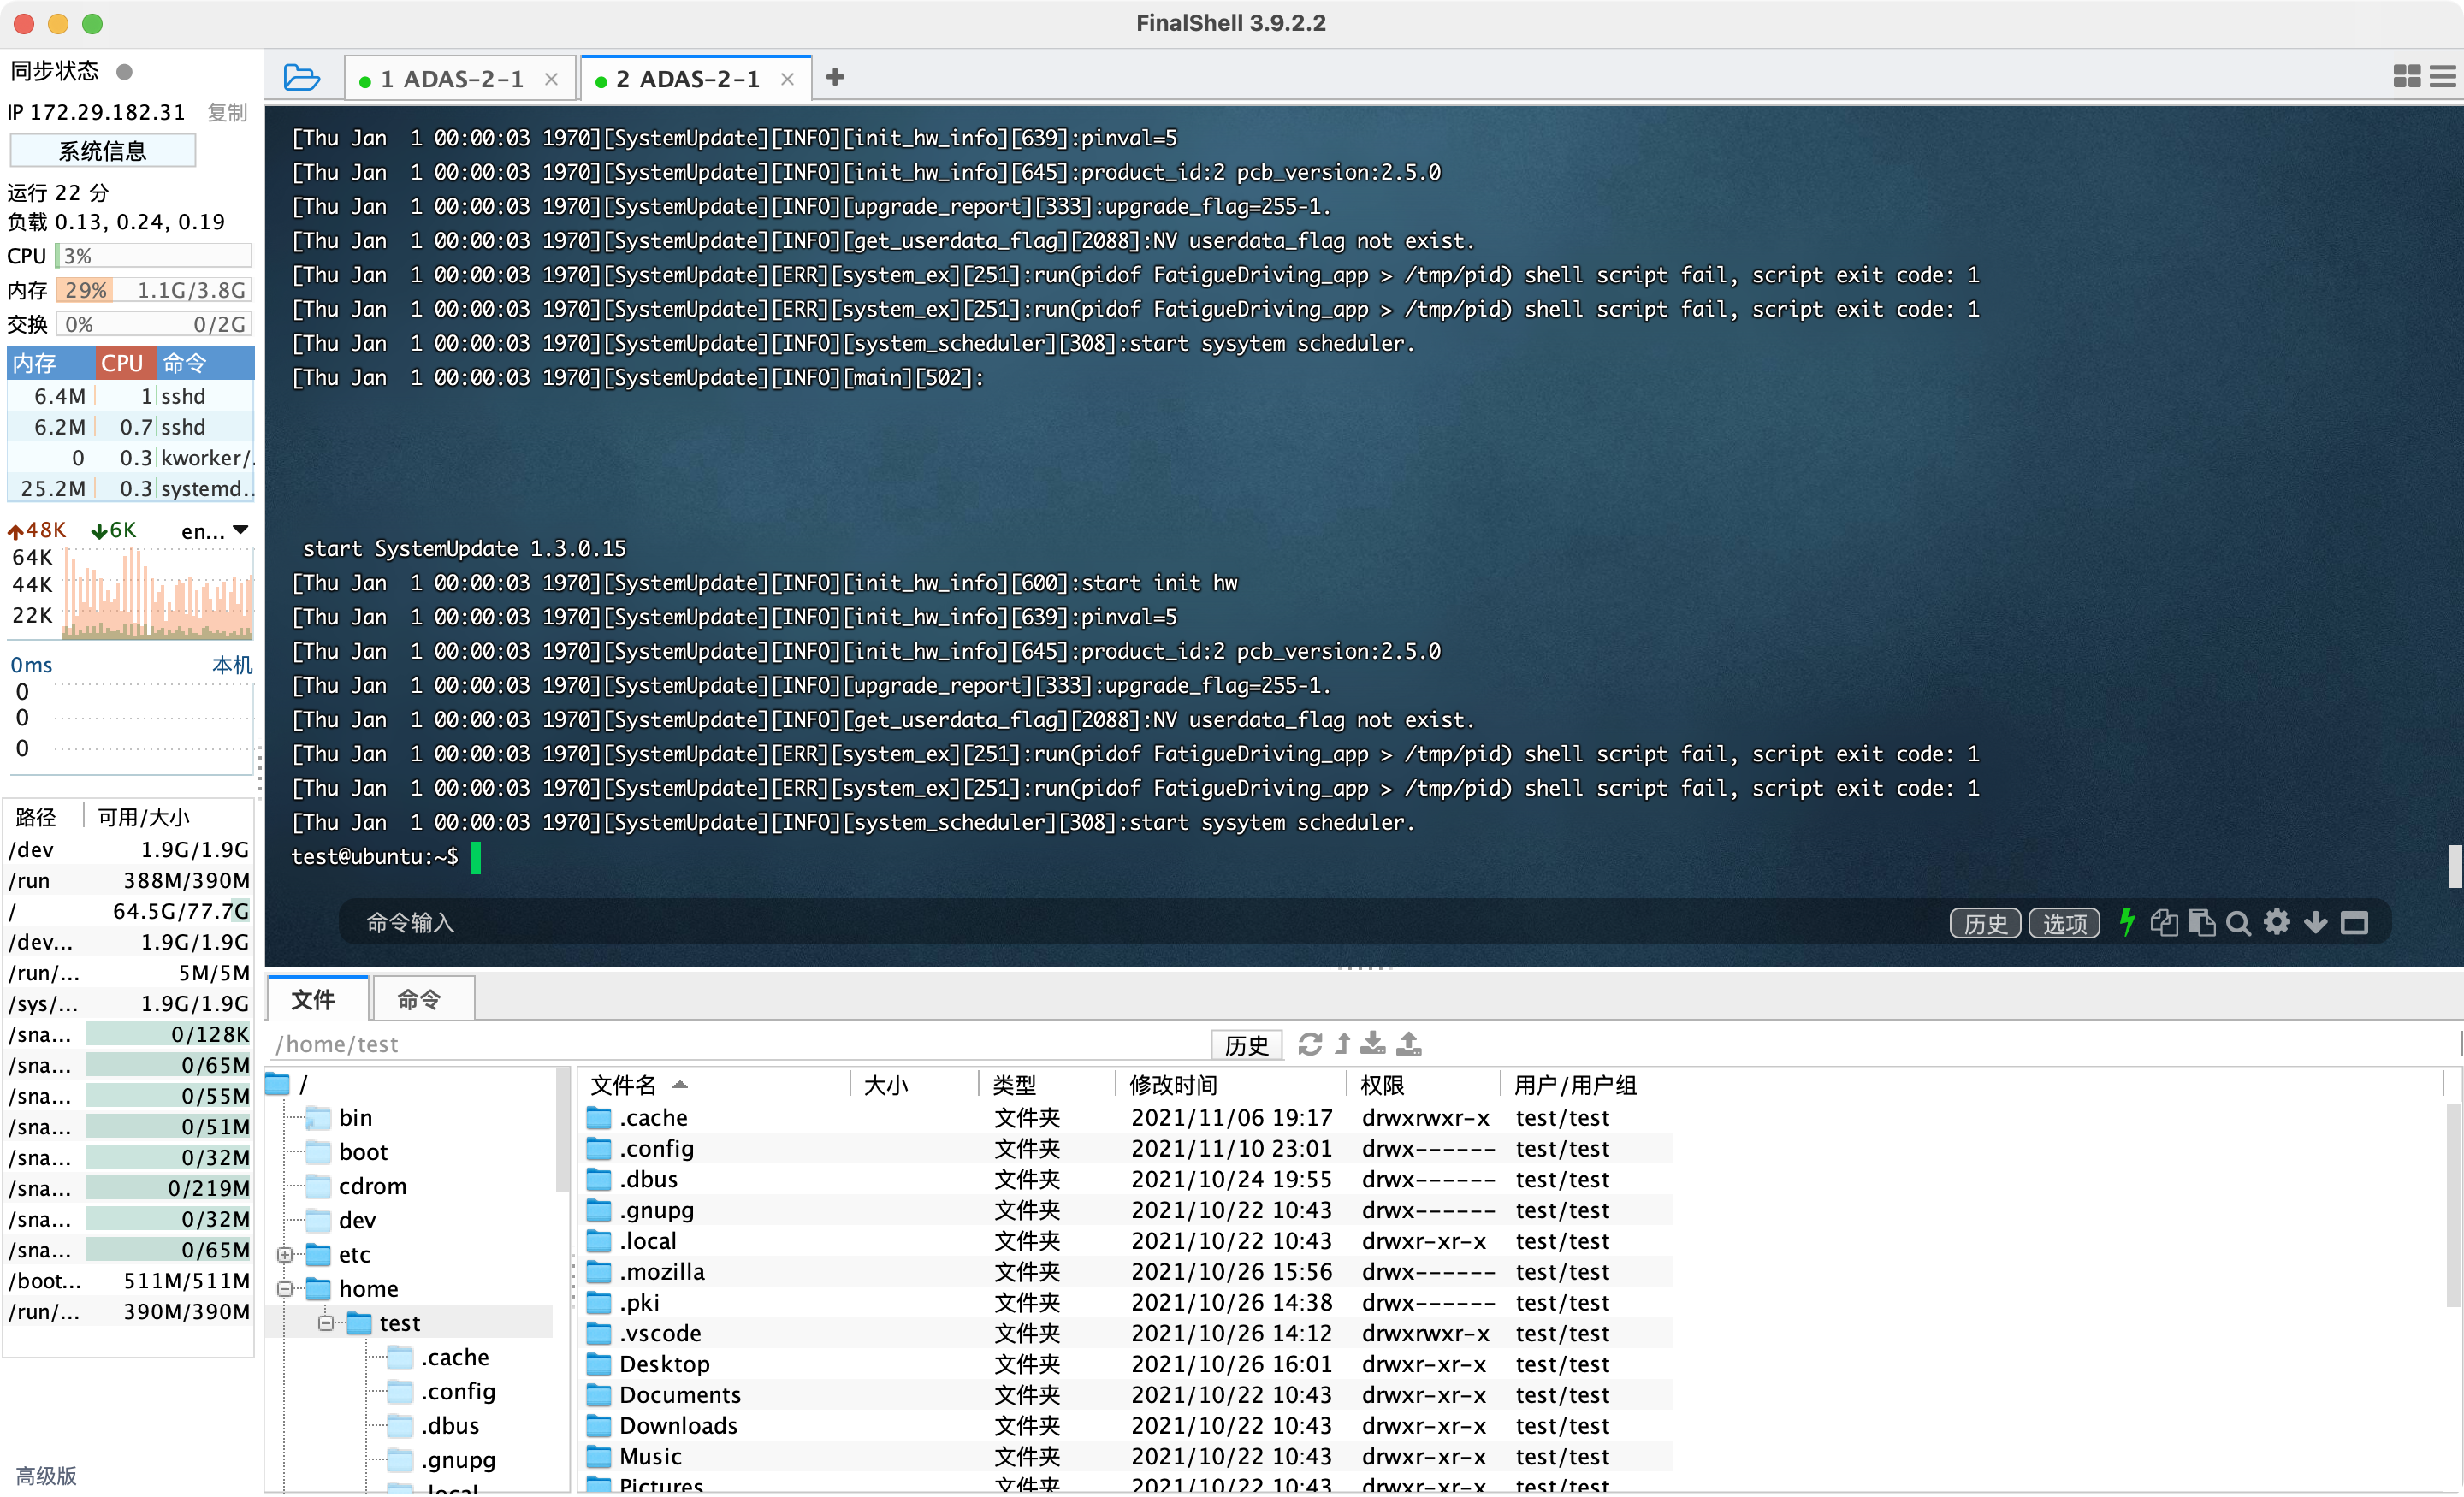 FinalShell 3.9.2.2
同步状态
IP 172.29.182.31 复制
系统信息
运行 22 分
负载 0.13, 0.24, 0.19
CPU 3%
内存 29% 1.1G/3.8G
交换 0% 0/2G
内存 CPU 命令
6.4M 1 sshd
6.2M 0.7 sshd
0 0.3 kworker/.
25.2M 0.3 systemd..
48K 6K en...
64K
44K
22K
0ms 本机
0
0
0
路径 可用/大小
/dev 1.9G/1.9G
/run 388M/390M
/ 64.5G/77.7G
/dev... 1.9G/1.9G
/run/... 5M/5M
/sys/... 1.9G/1.9G
/sna... 0/128K
/sna... 0/65M
/sna... 0/55M
/sna... 0/51M
/sna... 0/32M
/sna... 0/219M
/sna... 0/32M
/sna... 0/65M
/boot... 511M/511M
/run/... 390M/390M
高级版
1 ADAS-2-1
2 ADAS-2-1
[Thu Jan  1 00:00:03 1970][SystemUpdate][INFO][init_hw_info][639]:pinval=5
[Thu Jan  1 00:00:03 1970][SystemUpdate][INFO][init_hw_info][645]:product_id:2 pcb_version:2.5.0
[Thu Jan  1 00:00:03 1970][SystemUpdate][INFO][upgrade_report][333]:upgrade_flag=255-1.
[Thu Jan  1 00:00:03 1970][SystemUpdate][INFO][get_userdata_flag][2088]:NV userdata_flag not exist.
[Thu Jan  1 00:00:03 1970][SystemUpdate][ERR][system_ex][251]:run(pidof FatigueDriving_app > /tmp/pid) shell script fail, script exit code: 1
[Thu Jan  1 00:00:03 1970][SystemUpdate][ERR][system_ex][251]:run(pidof FatigueDriving_app > /tmp/pid) shell script fail, script exit code: 1
[Thu Jan  1 00:00:03 1970][SystemUpdate][INFO][system_scheduler][308]:start sysytem scheduler.
[Thu Jan  1 00:00:03 1970][SystemUpdate][INFO][main][502]:
start SystemUpdate 1.3.0.15
[Thu Jan  1 00:00:03 1970][SystemUpdate][INFO][init_hw_info][600]:start init hw
[Thu Jan  1 00:00:03 1970][SystemUpdate][INFO][init_hw_info][639]:pinval=5
[Thu Jan  1 00:00:03 1970][SystemUpdate][INFO][init_hw_info][645]:product_id:2 pcb_version:2.5.0
[Thu Jan  1 00:00:03 1970][SystemUpdate][INFO][upgrade_report][333]:upgrade_flag=255-1.
[Thu Jan  1 00:00:03 1970][SystemUpdate][INFO][get_userdata_flag][2088]:NV userdata_flag not exist.
[Thu Jan  1 00:00:03 1970][SystemUpdate][ERR][system_ex][251]:run(pidof FatigueDriving_app > /tmp/pid) shell script fail, script exit code: 1
[Thu Jan  1 00:00:03 1970][SystemUpdate][ERR][system_ex][251]:run(pidof FatigueDriving_app > /tmp/pid) shell script fail, script exit code: 1
[Thu Jan  1 00:00:03 1970][SystemUpdate][INFO][system_scheduler][308]:start sysytem scheduler.
test@ubuntu:~$
命令输入 历史 选项
文件 命令
/home/test 历史
/
bin
boot
cdrom
dev
etc
home
test
.cache
.config
.dbus
.gnupg
.local
文件名 大小 类型 修改时间 权限 用户/用户组
.cache 文件夹 2021/11/06 19:17 drwxrwxr-x test/test
.config 文件夹 2021/11/10 23:01 drwx------ test/test
.dbus 文件夹 2021/10/24 19:55 drwx------ test/test
.gnupg 文件夹 2021/10/22 10:43 drwx------ test/test
.local 文件夹 2021/10/22 10:43 drwxr-xr-x test/test
.mozilla 文件夹 2021/10/26 15:56 drwx------ test/test
.pki 文件夹 2021/10/26 14:38 drwx------ test/test
.vscode 文件夹 2021/10/26 14:12 drwxrwxr-x test/test
Desktop 文件夹 2021/10/26 16:01 drwxr-xr-x test/test
Documents 文件夹 2021/10/22 10:43 drwxr-xr-x test/test
Downloads 文件夹 2021/10/22 10:43 drwxr-xr-x test/test
Music 文件夹 2021/10/22 10:43 drwxr-xr-x test/test
Pictures 文件夹 2021/10/22 10:43 drwxr-xr-x test/test